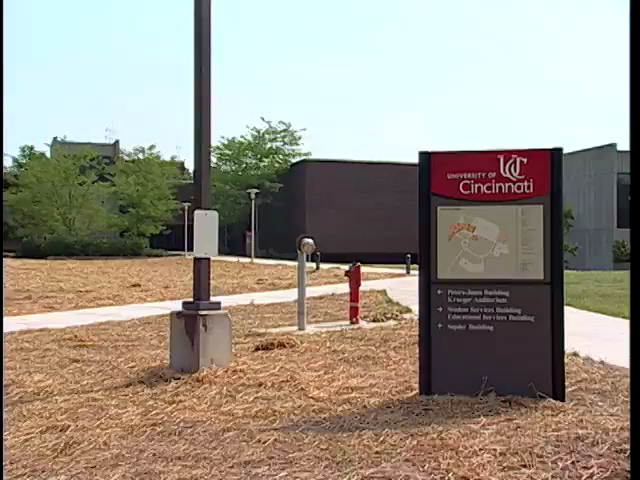 UC
UNIVERSITY OF
Cincinnati
Peters-Jones Building
Krueger Auditorium
Student Services Building
Educational Services Building
Snyder Building